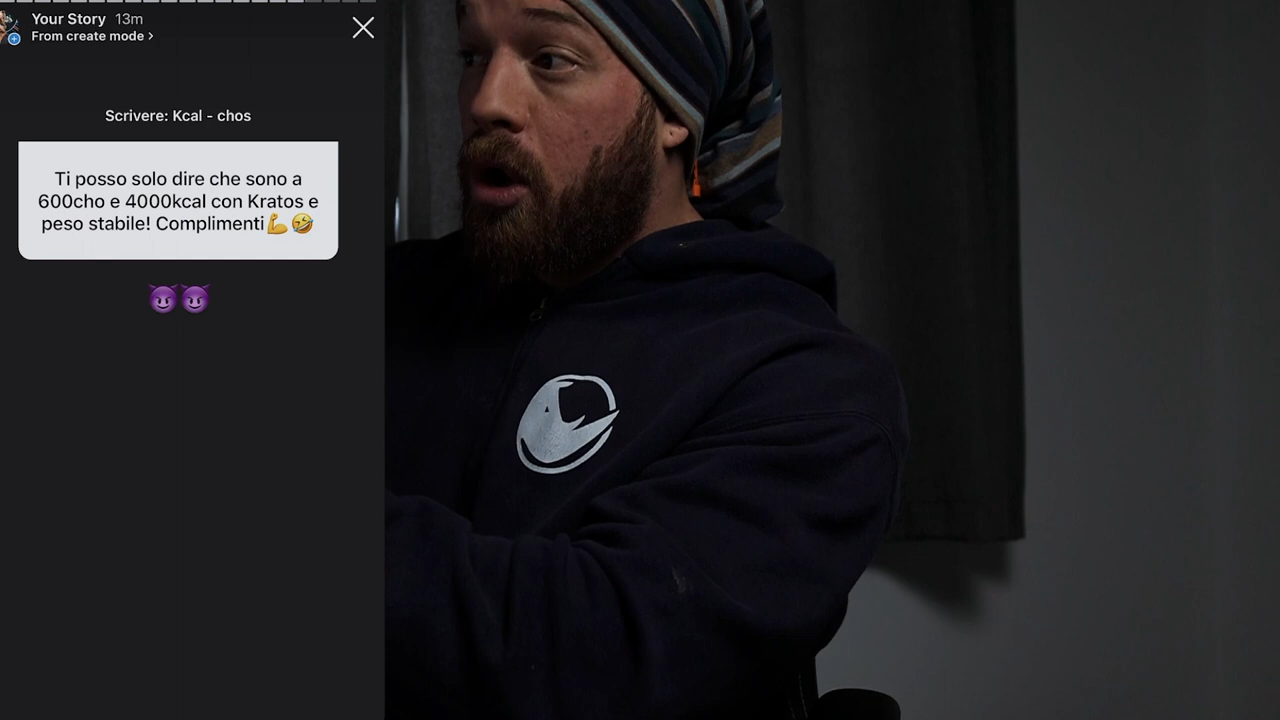 Your Story 13m
From create mode ›
Scrivere: Kcal - chos
Ti posso solo dire che sono a
600cho e 4000kcal con Kratos e
peso stabile! Complimenti💪🤣
😈😈